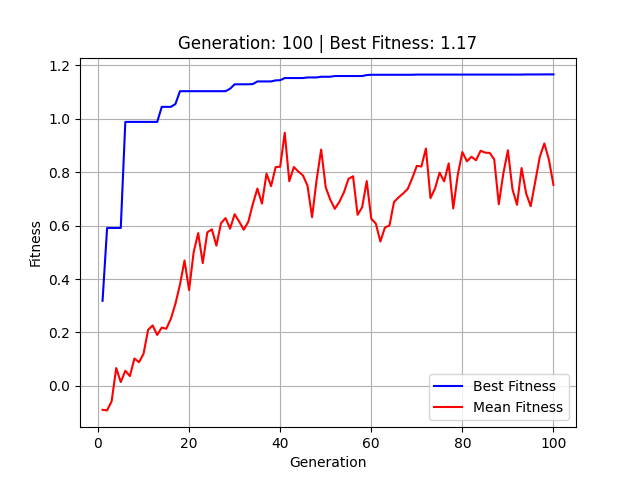 Generation: 100 | Best Fitness: 1.17
1.2
1.0
0.8
0.6
0.4
0.2
0.0
Fitness
Best Fitness
Mean Fitness
0 20 40 60 80 100
Generation